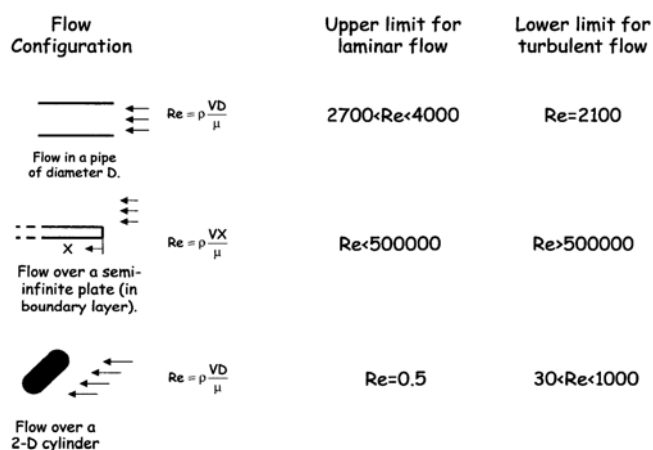 Flow Configuration
Upper limit for laminar flow
Lower limit for turbulent flow
Re = ρ VD/μ
2700<Re<4000
Re=2100
Flow in a pipe
of diameter D.
X
Re = ρ VX/μ
Re<500000
Re>500000
Flow over a semi-
infinite plate (in
boundary layer).
Re = ρ VD/μ
Re=0.5
30<Re<1000
Flow over a
2-D cylinder